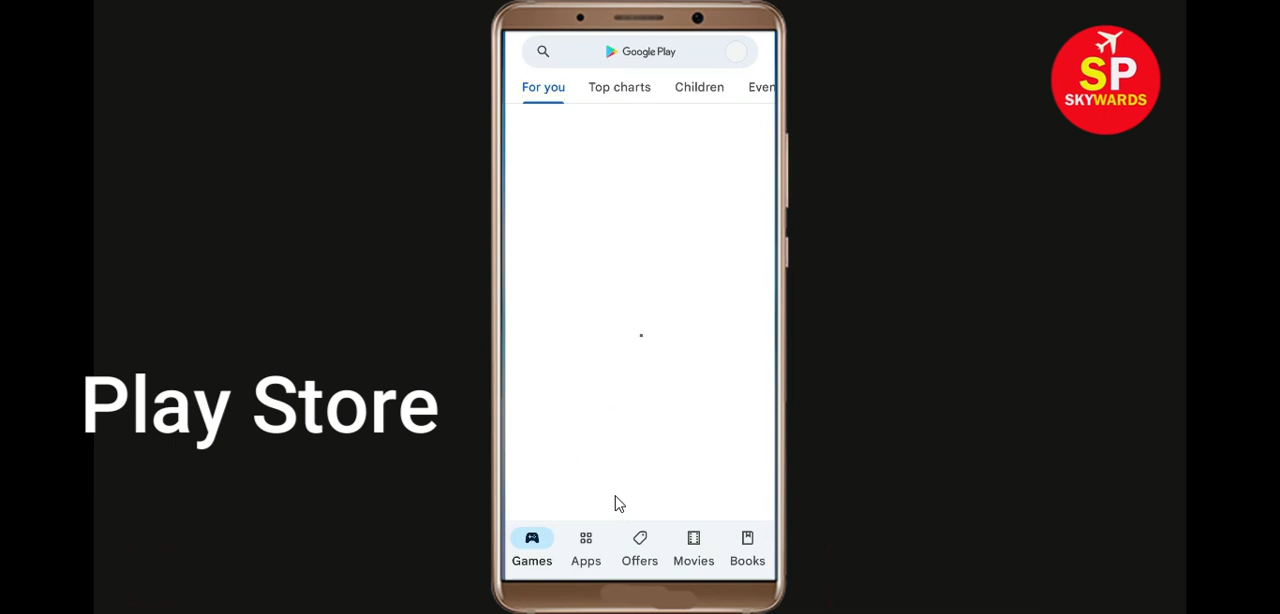 Google Play
For you Top charts Children Even
SP
SKYWARDS
Play Store
Games Apps Offers Movies Books